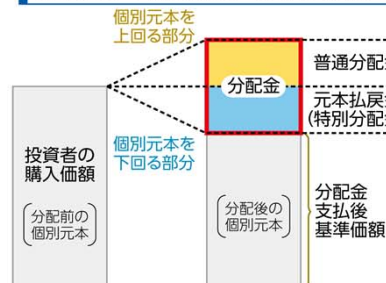 個別元本を
上回る部分
普通分配金
分配金
元本払戻金
(特別分配金
個別元本を
下回る部分
投資者の
購入価額
分配前の
個別元本
分配後の
個別元本
分配金
支払後
基準価額